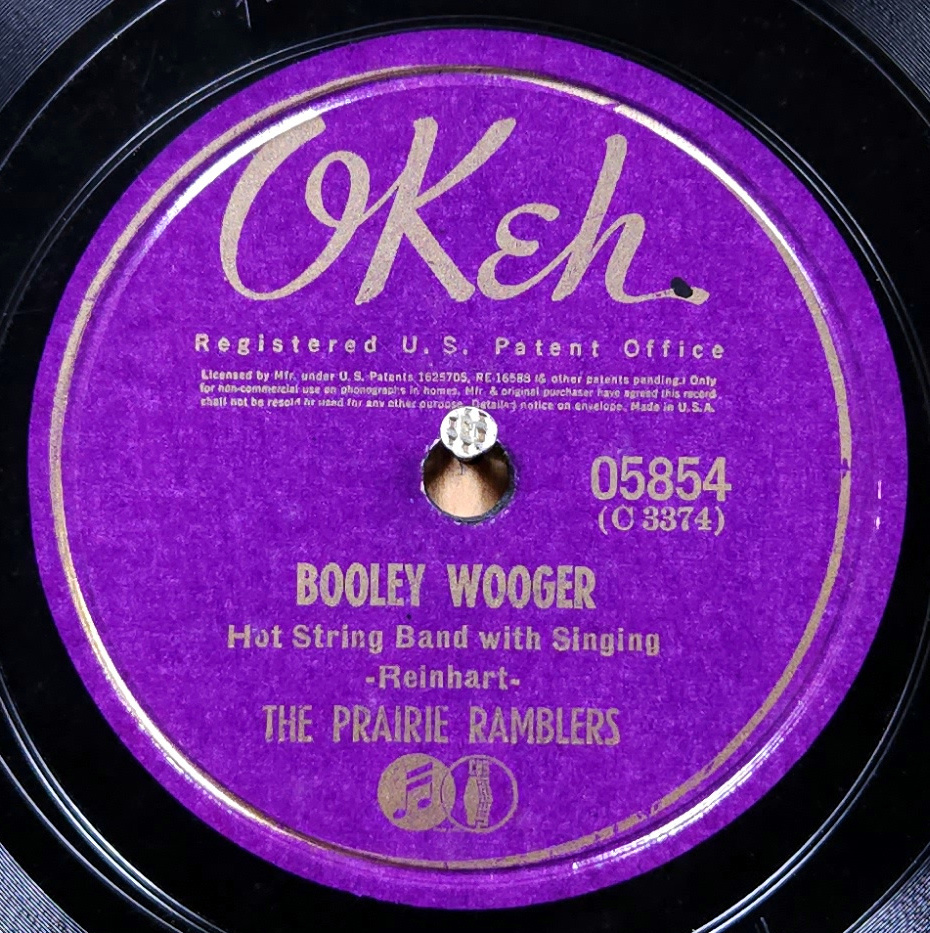 OKeh
Registered U.S. Patent Office
Licensed by Mfr. under U.S. Patents 1625705, RE 16588 (& other patents pending.) Only
for non-commercial use on phonographs in homes. Mfr. & original purchaser have agreed this record
shall not be resold or used for any other purpose. Detailed notice on envelope. Made in U.S.A.
05854
(C 3374)
BOOLEY WOOGER
Hot String Band with Singing
-Reinhart-
THE PRAIRIE RAMBLERS